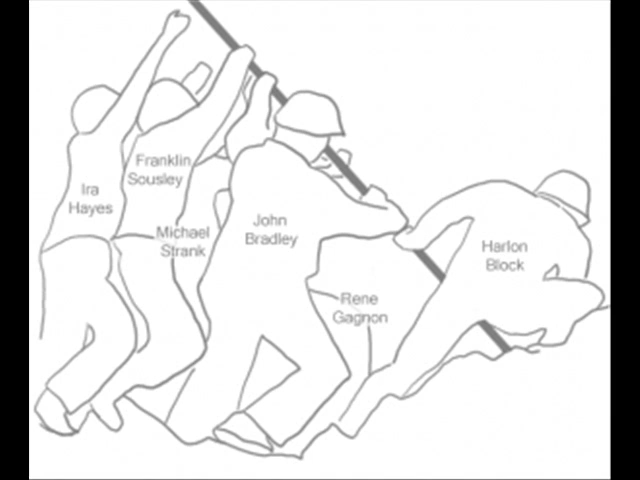 Ira
Hayes
Franklin
Sousley
Michael
Strank
John
Bradley
Rene
Gagnon
Harlon
Block